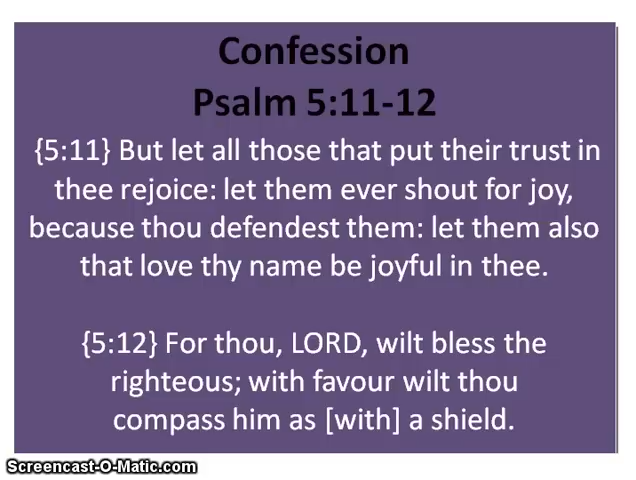 Confession
Psalm 5:11-12
{5:11} But let all those that put their trust in
thee rejoice: let them ever shout for joy,
because thou defendest them: let them also
that love thy name be joyful in thee.
{5:12} For thou, LORD, wilt bless the
righteous; with favour wilt thou
compass him as [with] a shield.
Screencast-O-Matic.com